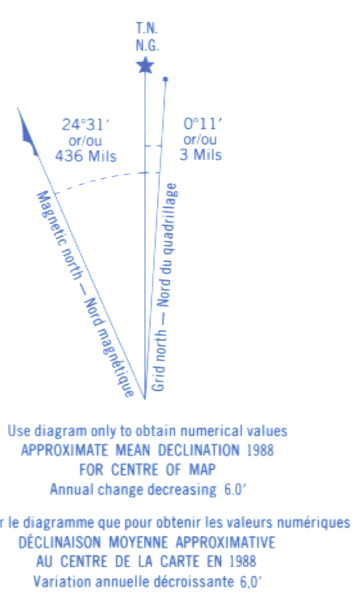 T.N.
N.G.
24°31′
or/ou
436 Mils
0°11′
or/ou
3 Mils
Magnetic north — Nord magnétique
Grid north — Nord du quadrillage
Use diagram only to obtain numerical values
APPROXIMATE MEAN DECLINATION 1988
FOR CENTRE OF MAP
Annual change decreasing 6.0′
le diagramme que pour obtenir les valeurs numériques
DÉCLINAISON MOYENNE APPROXIMATIVE
AU CENTRE DE LA CARTE EN 1988
Variation annuelle décroissante 6,0′